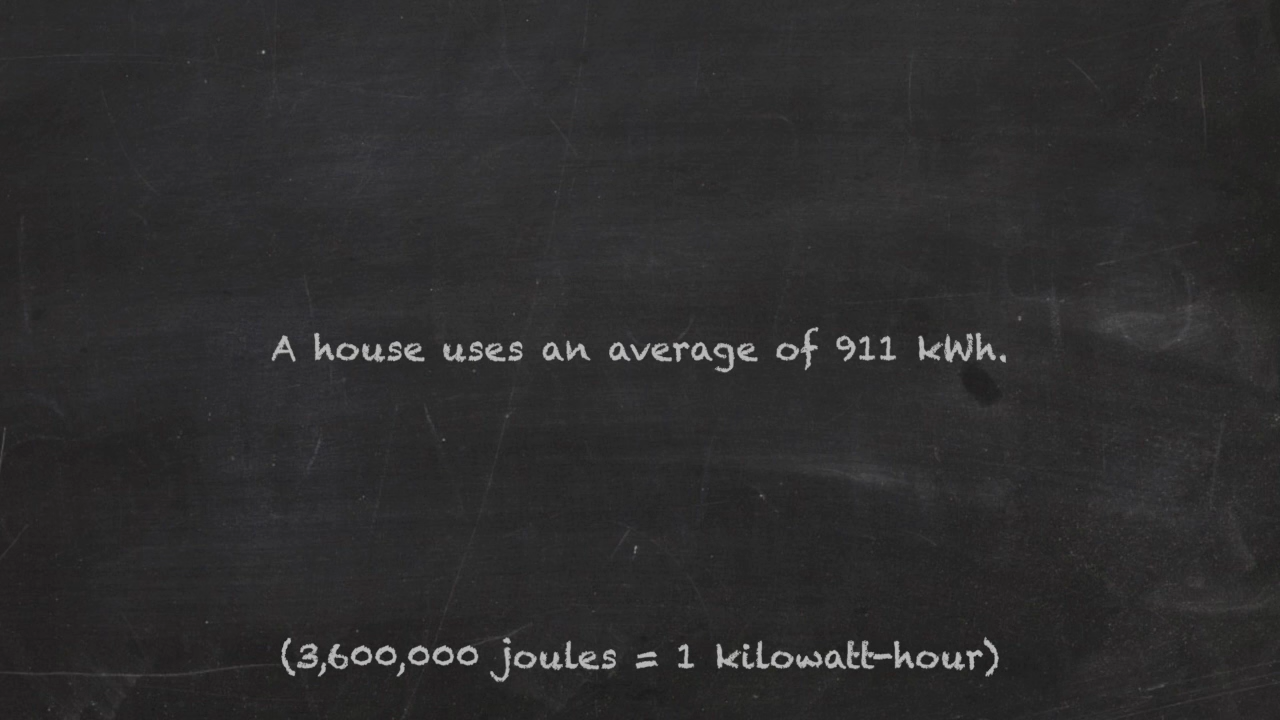 A house uses an average of 911 kWh.
(3,600,000 joules = 1 kilowatt-hour)